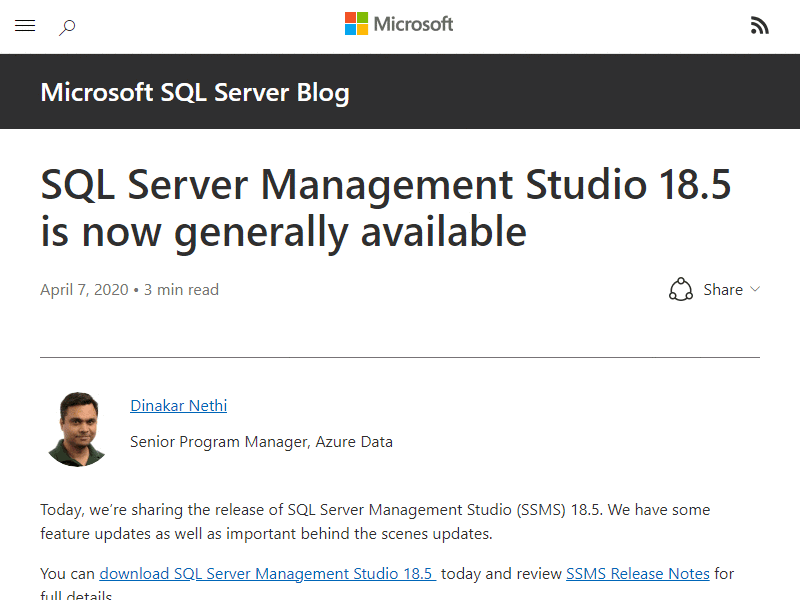 Microsoft
Microsoft SQL Server Blog
SQL Server Management Studio 18.5
is now generally available
April 7, 2020 • 3 min read
Share
Dinakar Nethi
Senior Program Manager, Azure Data
Today, we’re sharing the release of SQL Server Management Studio (SSMS) 18.5. We have some
feature updates as well as important behind the scenes updates.
You can download SQL Server Management Studio 18.5 today and review SSMS Release Notes for
full details